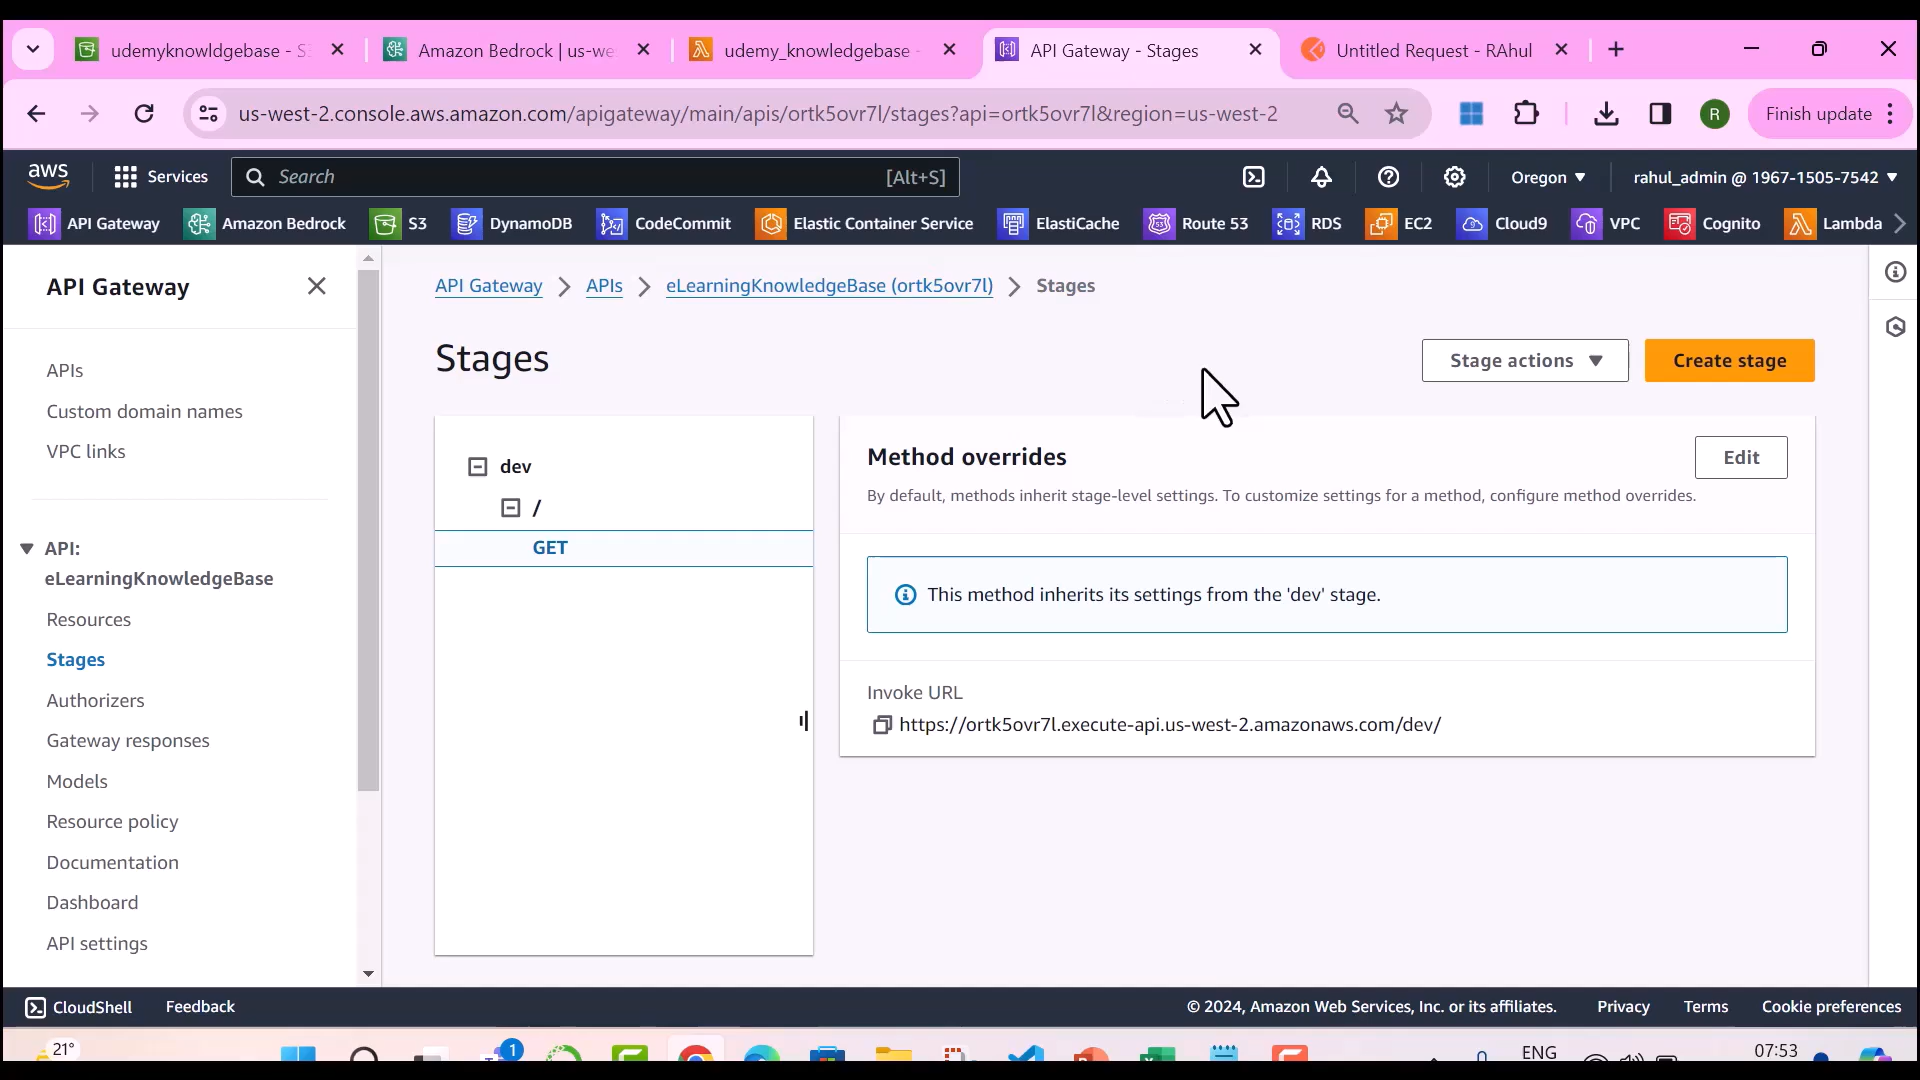 udemyknowldgebase - S
Amazon Bedrock | us-we
udemy_knowledgebase -
API Gateway - Stages
Untitled Request - RAhul
us-west-2.console.aws.amazon.com/apigateway/main/apis/ortk5ovr7l/stages?api=ortk5ovr7l&region=us-west-2
R
Finish update
aws
Services
Search
[Alt+S]
Oregon
rahul_admin @ 1967-1505-7542
API Gateway
Amazon Bedrock
S3
DynamoDB
CodeCommit
Elastic Container Service
ElastiCache
Route 53
RDS
EC2
Cloud9
VPC
Cognito
Lambda
API Gateway
APIs
Custom domain names
VPC links
API:
eLearningKnowledgeBase
Resources
Stages
Authorizers
Gateway responses
Models
Resource policy
Documentation
Dashboard
API settings
API Gateway
APIs
eLearningKnowledgeBase (ortk5ovr7l)
Stages
Stages
Stage actions
Create stage
dev
/
GET
Method overrides
Edit
By default, methods inherit stage-level settings. To customize settings for a method, configure method overrides.
This method inherits its settings from the 'dev' stage.
Invoke URL
https://ortk5ovr7l.execute-api.us-west-2.amazonaws.com/dev/
CloudShell
Feedback
© 2024, Amazon Web Services, Inc. or its affiliates.
Privacy
Terms
Cookie preferences
21°
1
ENG
07:53